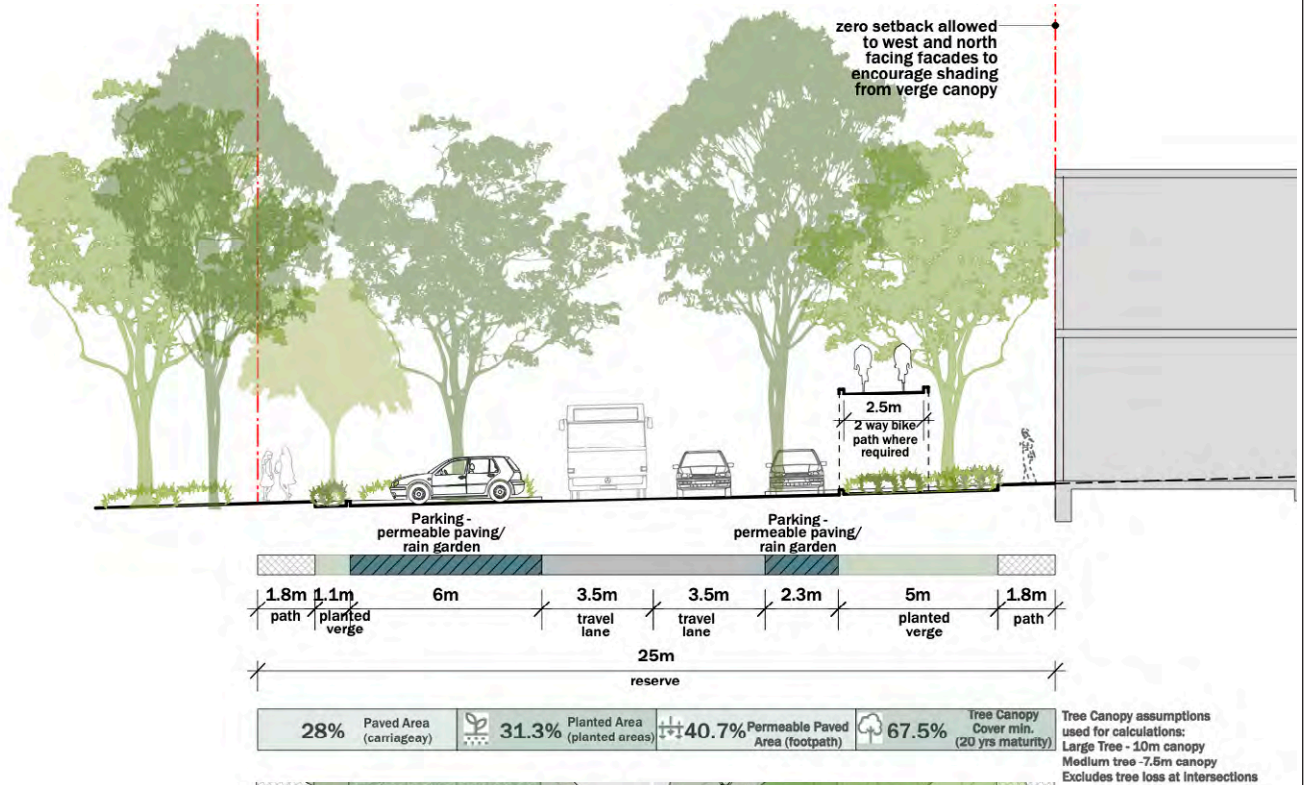 zero setback allowed
to west and north
facing facades to
encourage shading
from verge canopy
2.5m
2 way bike
path where
required
Parking -
permeable paving/
rain garden
Parking -
permeable paving/
rain garden
1.8m
path
1.1m
planted
verge
6m
3.5m
travel
lane
3.5m
travel
lane
2.3m
5m
planted
verge
1.8m
path
25m
reserve
28%
Paved Area
(carriageay)
31.3%
Planted Area
(planted areas)
40.7%
Permeable Paved
Area (footpath)
67.5%
Tree Canopy
Cover min.
(20 yrs maturity)
Tree Canopy assumptions
used for calculations:
Large Tree - 10m canopy
Medium tree -7.5m canopy
Excludes tree loss at intersections